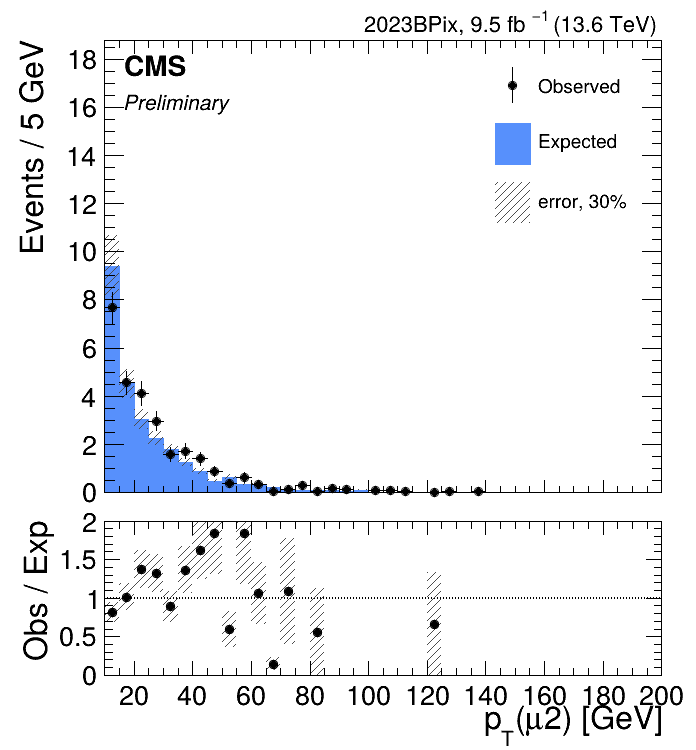 2023BPix, 9.5 fb⁻¹ (13.6 TeV)
CMS
Preliminary
Observed
Expected
error, 30%
Events / 5 GeV
18
16
14
12
10
8
6
4
2
0
Obs / Exp
2
1.5
1
0.5
0
20 40 60 80 100 120 140 160 180 200
p_T(μ2) [GeV]